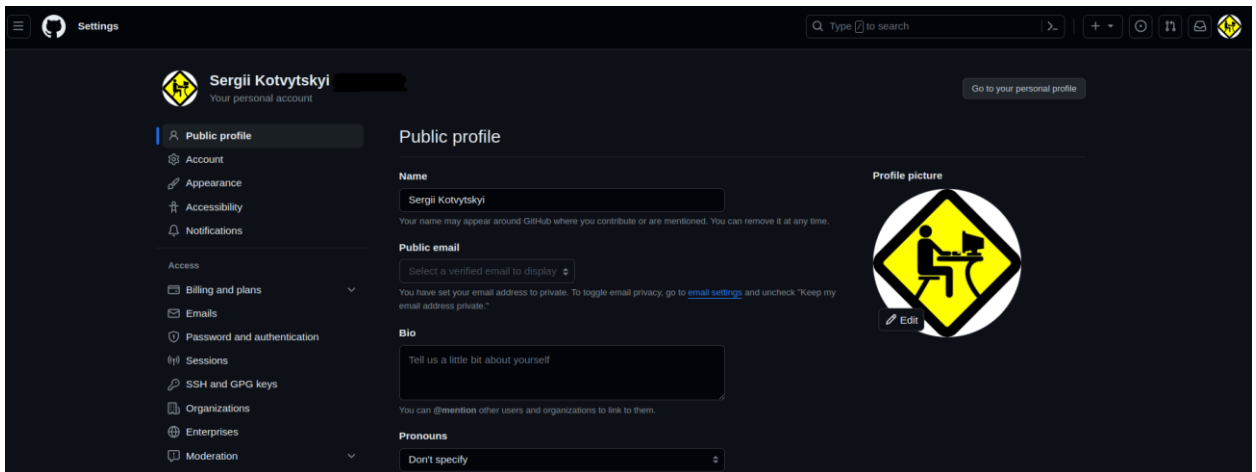 Settings
Type / to search
Sergii Kotvytskyi
Your personal account
Go to your personal profile
Public profile
Account
Appearance
Accessibility
Notifications
Access
Billing and plans
Emails
Password and authentication
Sessions
SSH and GPG keys
Organizations
Enterprises
Moderation
Public profile
Name
Sergii Kotvytskyi
Your name may appear around GitHub where you contribute or are mentioned. You can remove it at any time.
Public email
Select a verified email to display
You have set your email address to private. To toggle email privacy, go to email settings and uncheck "Keep my
email address private."
Bio
Tell us a little bit about yourself
You can @mention other users and organizations to link to them.
Pronouns
Don't specify
Profile picture
Edit